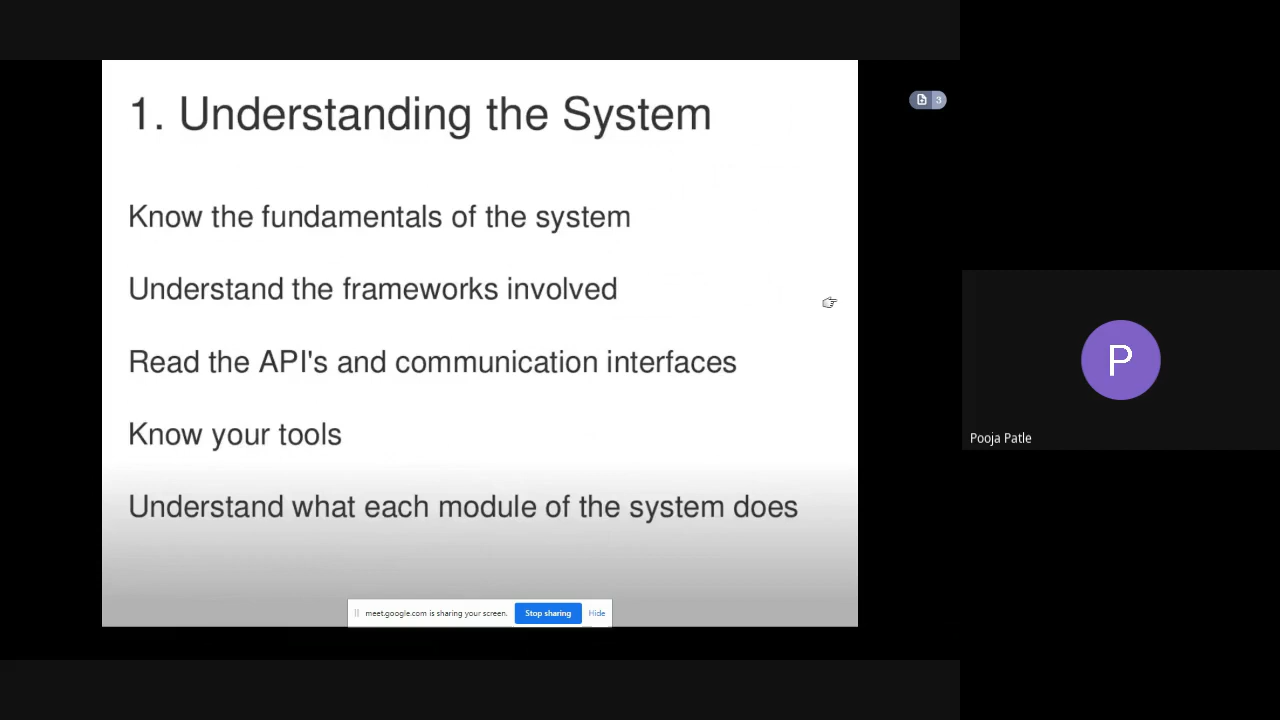 1. Understanding the System
3
Know the fundamentals of the system
Understand the frameworks involved
Read the API's and communication interfaces
P
Know your tools
Pooja Patle
Understand what each module of the system does
meet.google.com is sharing your screen. Stop sharing Hide